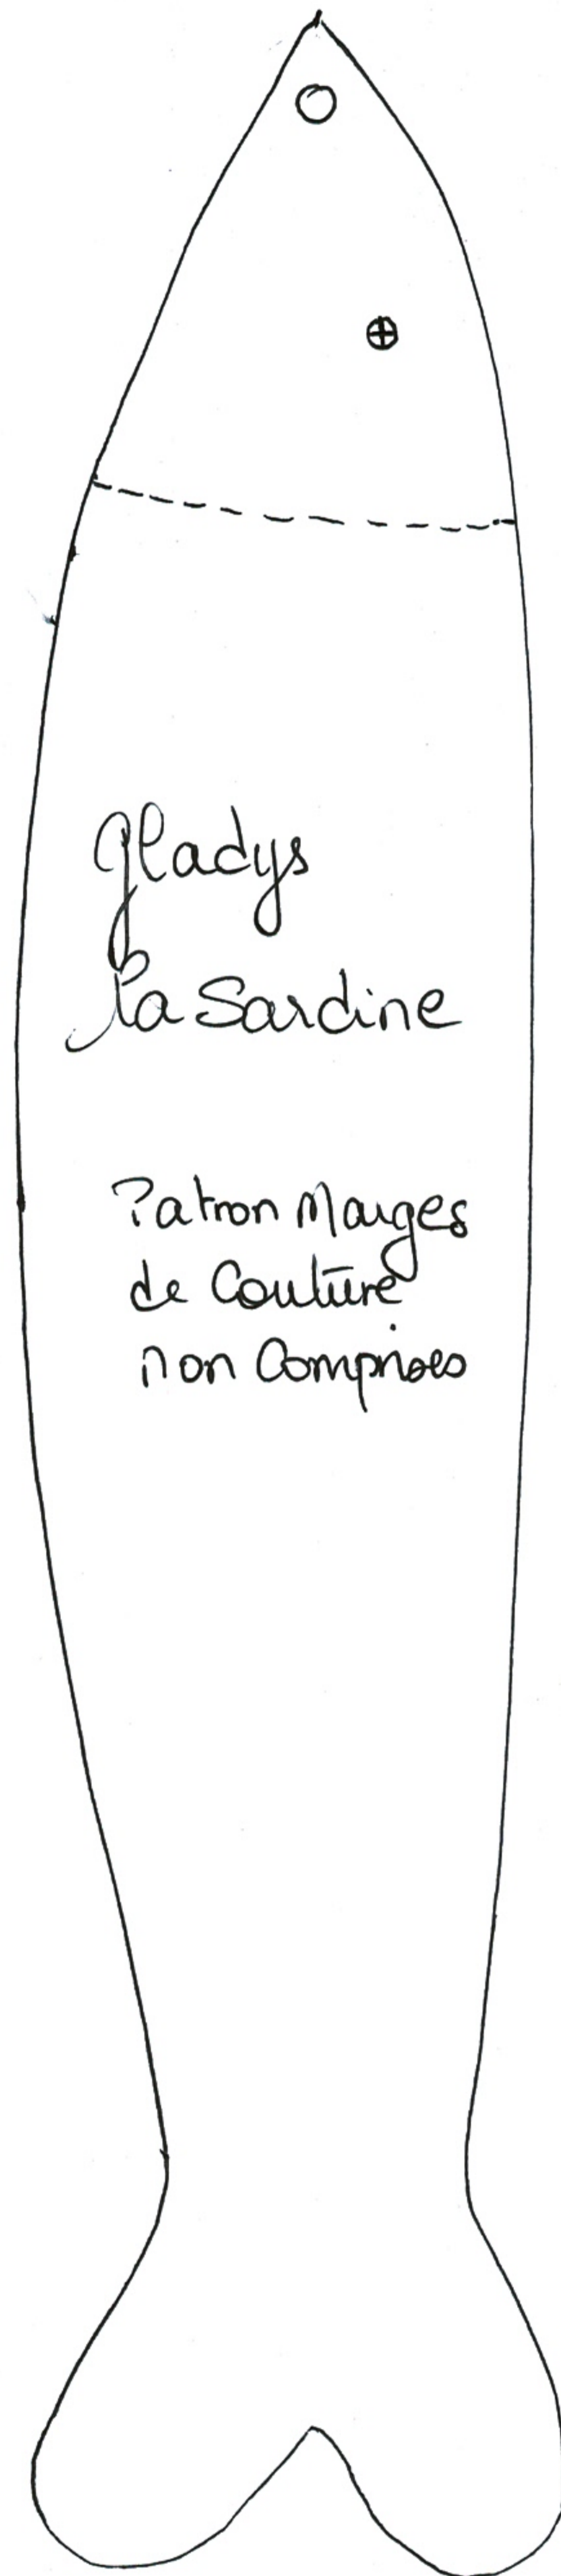 Gladys
la Sardine
Patron Marges
de Couture
non Comprises